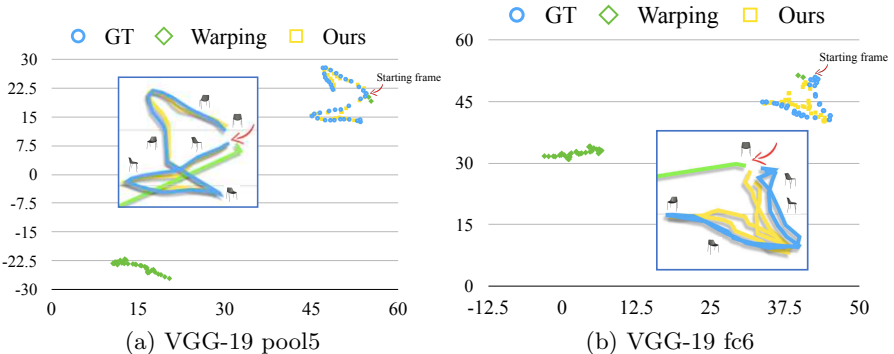 GT Warping Ours
30
22.5
15
7.5
0
-7.5
-15
-22.5
-30
0 15 30 45 60
Starting frame
(a) VGG-19 pool5
GT Warping Ours
60
45
30
15
0
-12.5 0 12.5 25 37.5 50
Starting frame
(b) VGG-19 fc6